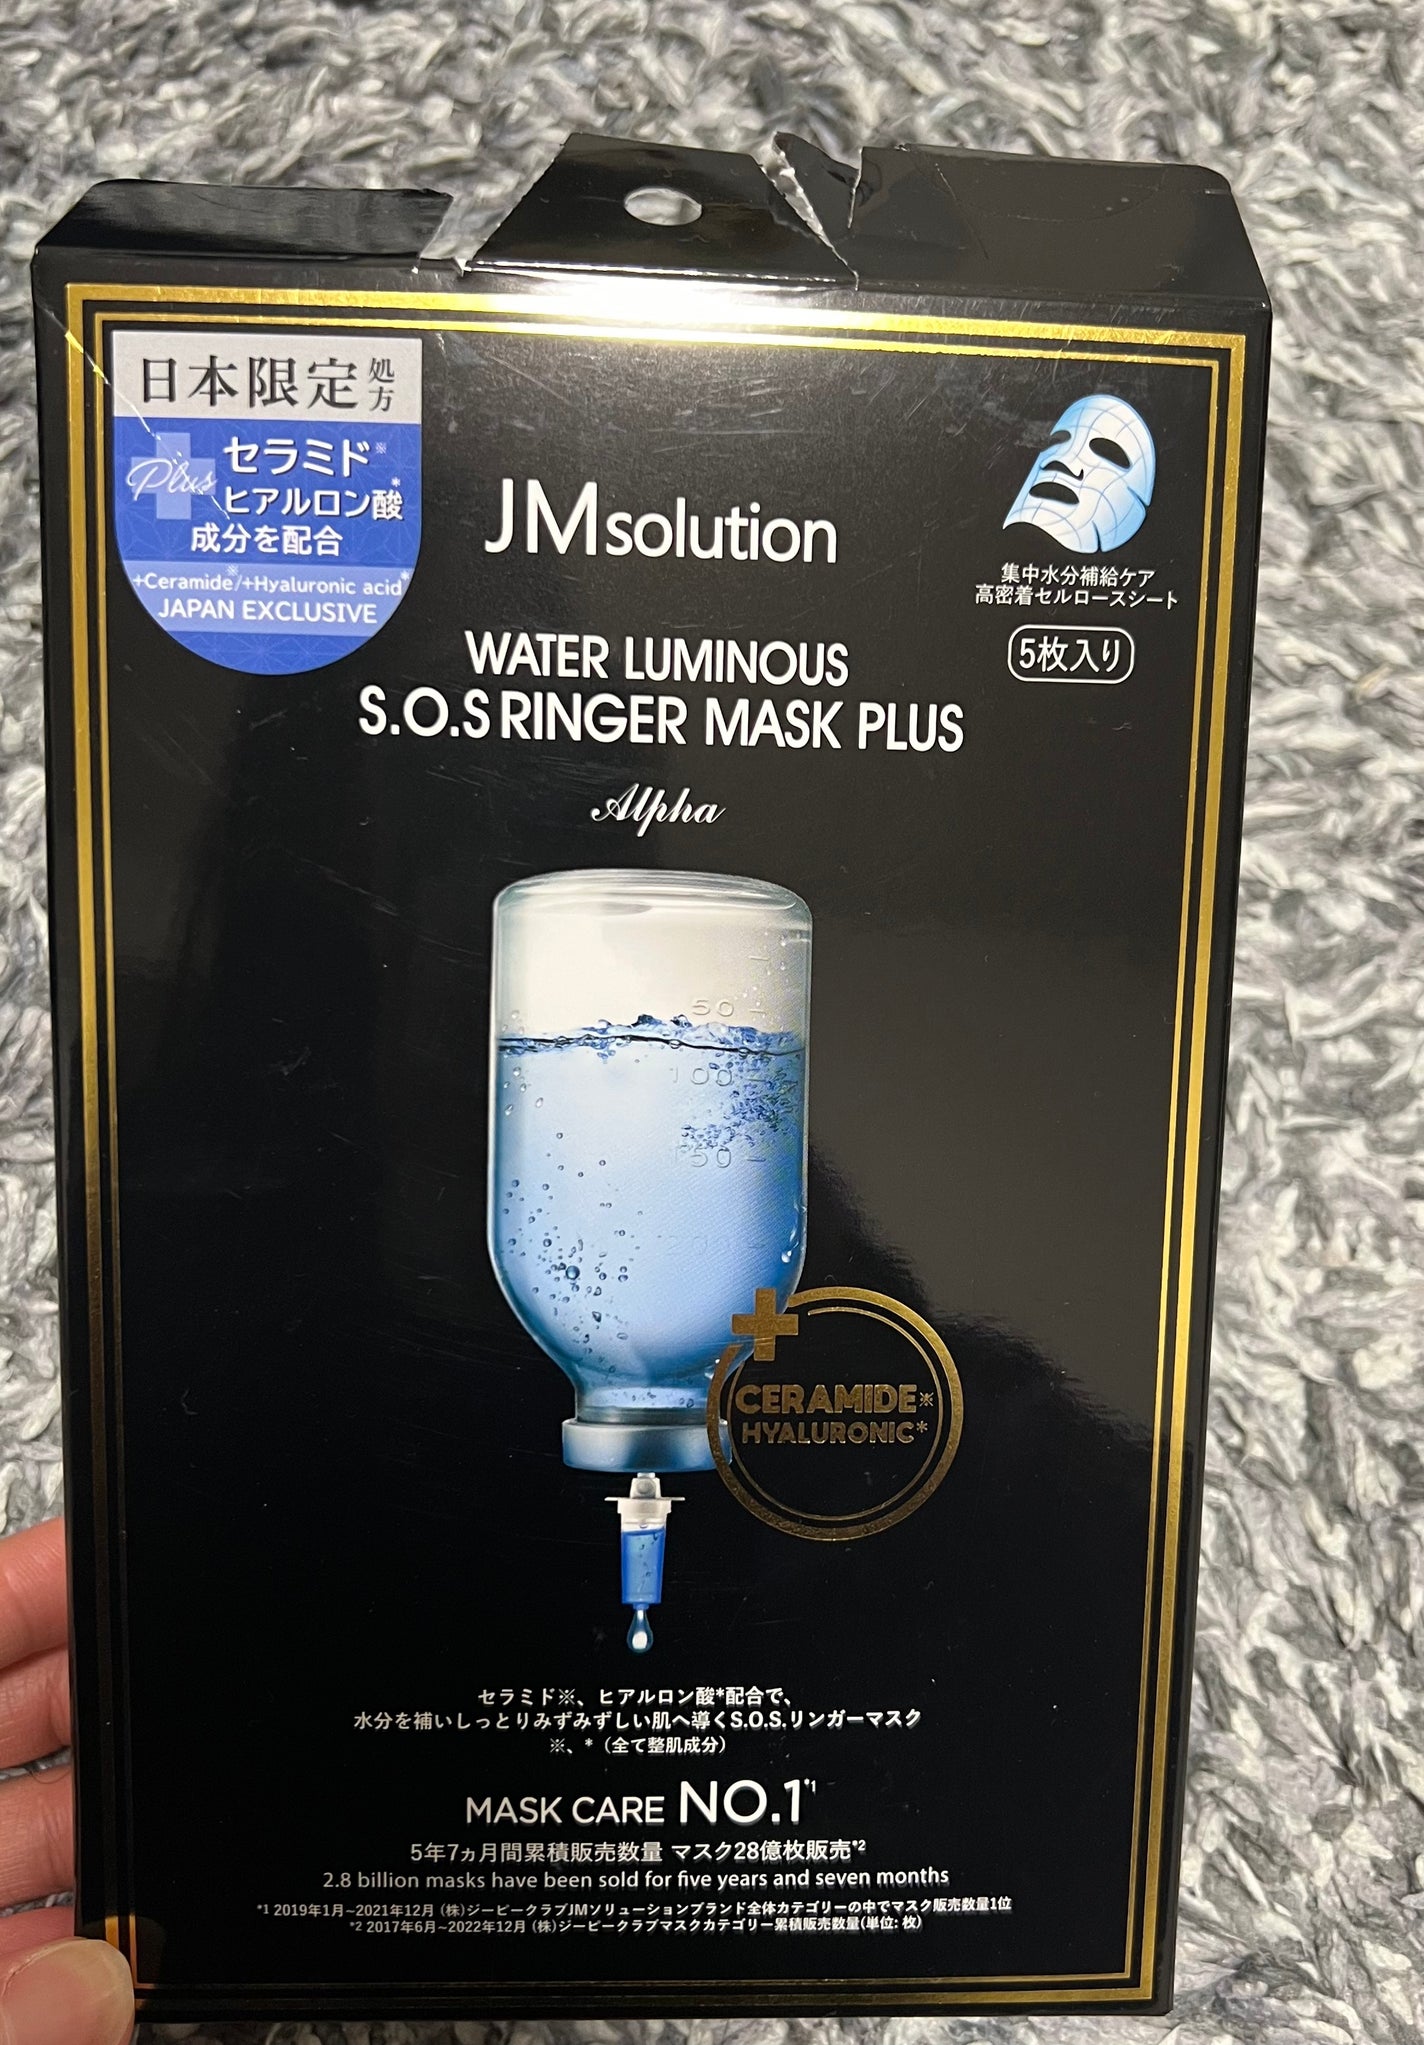 日本限定処方
Plus
セラミド※
ヒアルロン酸*
成分を配合
+Ceramide※/+Hyaluronic acid*
JAPAN EXCLUSIVE
JMsolution
集中水分補給ケア
高密着セルロースシート
5枚入り
WATER LUMINOUS
S.O.S RINGER MASK PLUS
Alpha
50
100
150
+
CERAMIDE※
HYALURONIC*
セラミド※、ヒアルロン酸*配合で、
水分を補いしっとりみずみずしい肌へ導くS.O.S.リンガーマスク
※、*（全て整肌成分）
MASK CARE NO.1*1
5年7ヵ月間累積販売数量 マスク28億枚販売*2
2.8 billion masks have been sold for five years and seven months
*1 2019年1月~2021年12月 (株)ジーピークラブJMソリューションブランド全体カテゴリーの中でマスク販売数量1位
*2 2017年6月~2022年12月 (株)ジーピークラブマスクカテゴリー累積販売数量(単位: 枚)